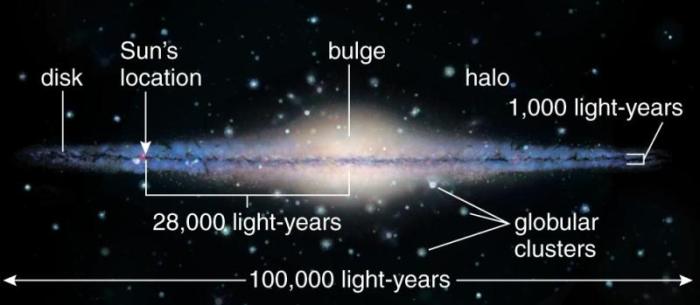 Sun's
location
bulge
disk
halo
1,000 light-years
28,000 light-years
globular
clusters
100,000 light-years